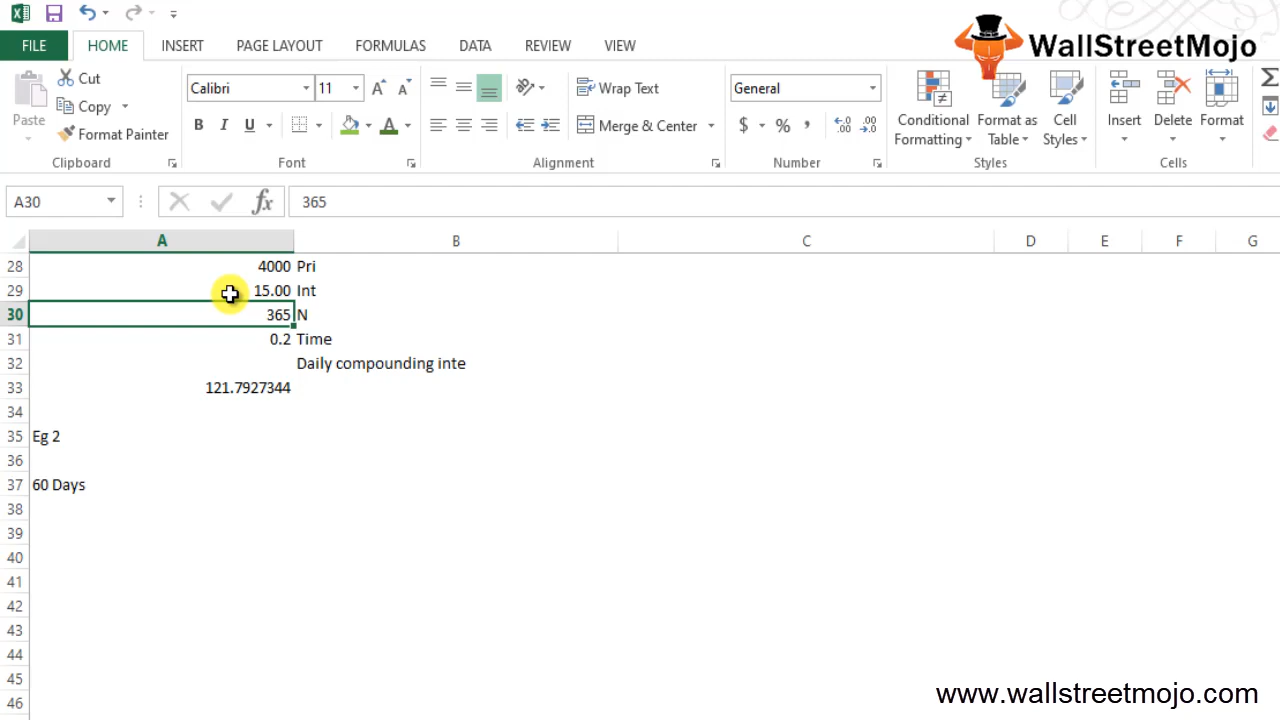 FILE HOME INSERT PAGE LAYOUT FORMULAS DATA REVIEW VIEW
WallStreetMojo
Paste
Cut
Copy
Format Painter
Clipboard
Calibri 11
B I U A
Font
Wrap Text
Merge & Center
Alignment
General
$ % ,
Number
Conditional Formatting
Format as Table
Cell Styles
Styles
Insert Delete Format
Cells
A30 fx 365
A B C D E F G
28 4000 Pri
29 15.00 Int
30 365 N
31 0.2 Time
32 Daily compounding inte
33 121.7927344
34
35 Eg 2
36
37 60 Days
38
39
40
41
42
43
44
45
46
www.wallstreetmojo.com